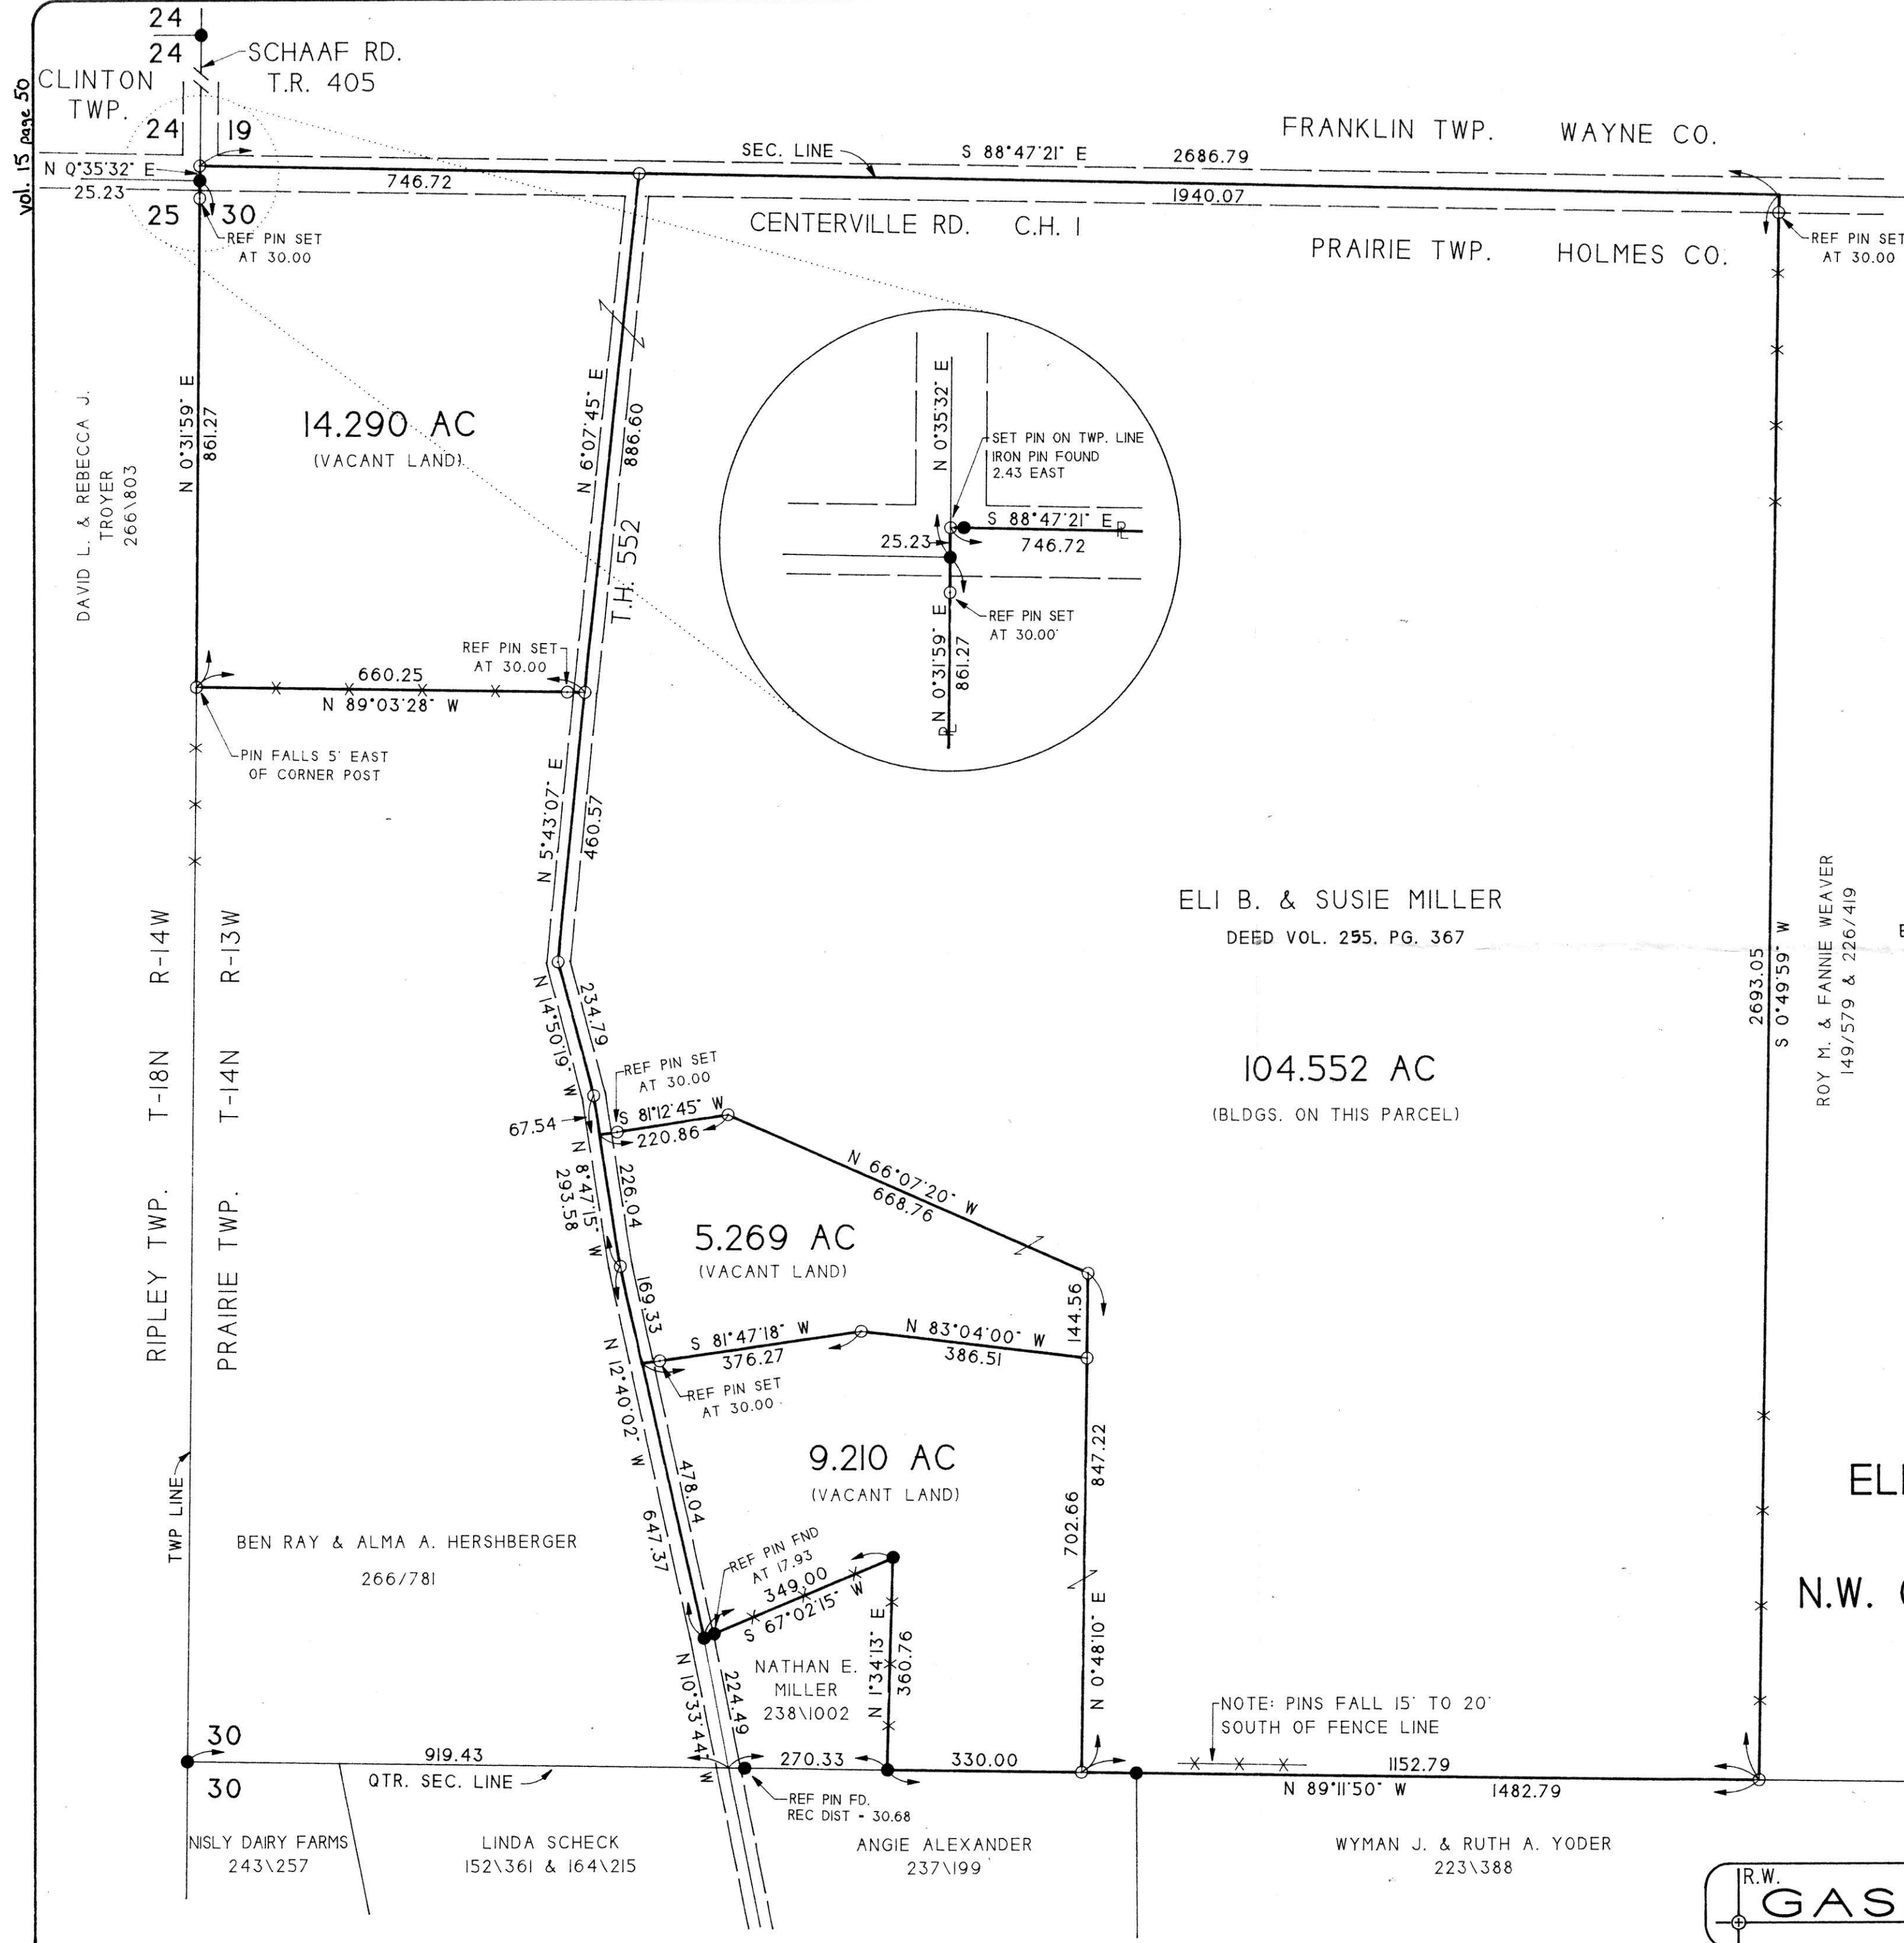 24
24
SCHAAF RD.
T.R. 405
CLINTON
TWP.
Vol. 15 page 50
24
19
N 0°35'32" E
25.23
25
30
REF PIN SET
AT 30.00
746.72
SEC. LINE
S 88°47'21" E
2686.79
1940.07
FRANKLIN TWP. WAYNE CO.
CENTERVILLE RD. C.H. 1
PRAIRIE TWP. HOLMES CO.
REF PIN SET
AT 30.00
N 0°31'59" E
861.27
DAVID L. & REBECCA J.
TROYER
266\803
14.290 AC
(VACANT LAND)
N 6°07'45" E
886.60
T.H. 552
N 0°35'32" E
SET PIN ON TWP. LINE
IRON PIN FOUND
2.43 EAST
S 88°47'21" E
PL
25.23
746.72
REF PIN SET
AT 30.00'
N 0°31'59" E
861.27
PL
REF PIN SET
AT 30.00
660.25
N 89°03'28" W
PIN FALLS 5' EAST
OF CORNER POST
N 5°43'07" E
460.57
ELI B. & SUSIE MILLER
DEED VOL. 255, PG. 367
104.552 AC
(BLDGS. ON THIS PARCEL)
2693.05
S 0°49'59" W
ROY M. & FANNIE WEAVER
149/579 & 226/419
E
RIPLEY TWP. T-18N R-14W
PRAIRIE TWP. T-14N R-13W
N 14°50'19" W
234.79
REF PIN SET
AT 30.00
67.54
S 81°12'45" W
220.86
N 8°47'15" W
293.58
226.04
N 66°07'20" W
668.76
5.269 AC
(VACANT LAND)
169.33
144.56
S 81°47'18" W
376.27
N 83°04'00" W
386.51
REF PIN SET
AT 30.00
N 12°40'02" W
647.37
478.04
9.210 AC
(VACANT LAND)
847.22
702.66
N 0°48'10" E
TWP LINE
BEN RAY & ALMA A. HERSHBERGER
266/781
REF PIN FND
AT 17.93
349.00
S 67°02'15" W
NATHAN E.
MILLER
238\1002
N 1°34'13" E
360.76
N 10°33'44" W
224.49
ELI
N.W.
NOTE: PINS FALL 15' TO 20'
SOUTH OF FENCE LINE
30
30
919.43
QTR. SEC. LINE
270.33
330.00
1152.79
N 89°11'50" W
1482.79
REF PIN FD.
REC DIST - 30.68
NISLY DAIRY FARMS
243\257
LINDA SCHECK
152\361 & 164\215
ANGIE ALEXANDER
237\199
WYMAN J. & RUTH A. YODER
223\388
R.W.
GAS